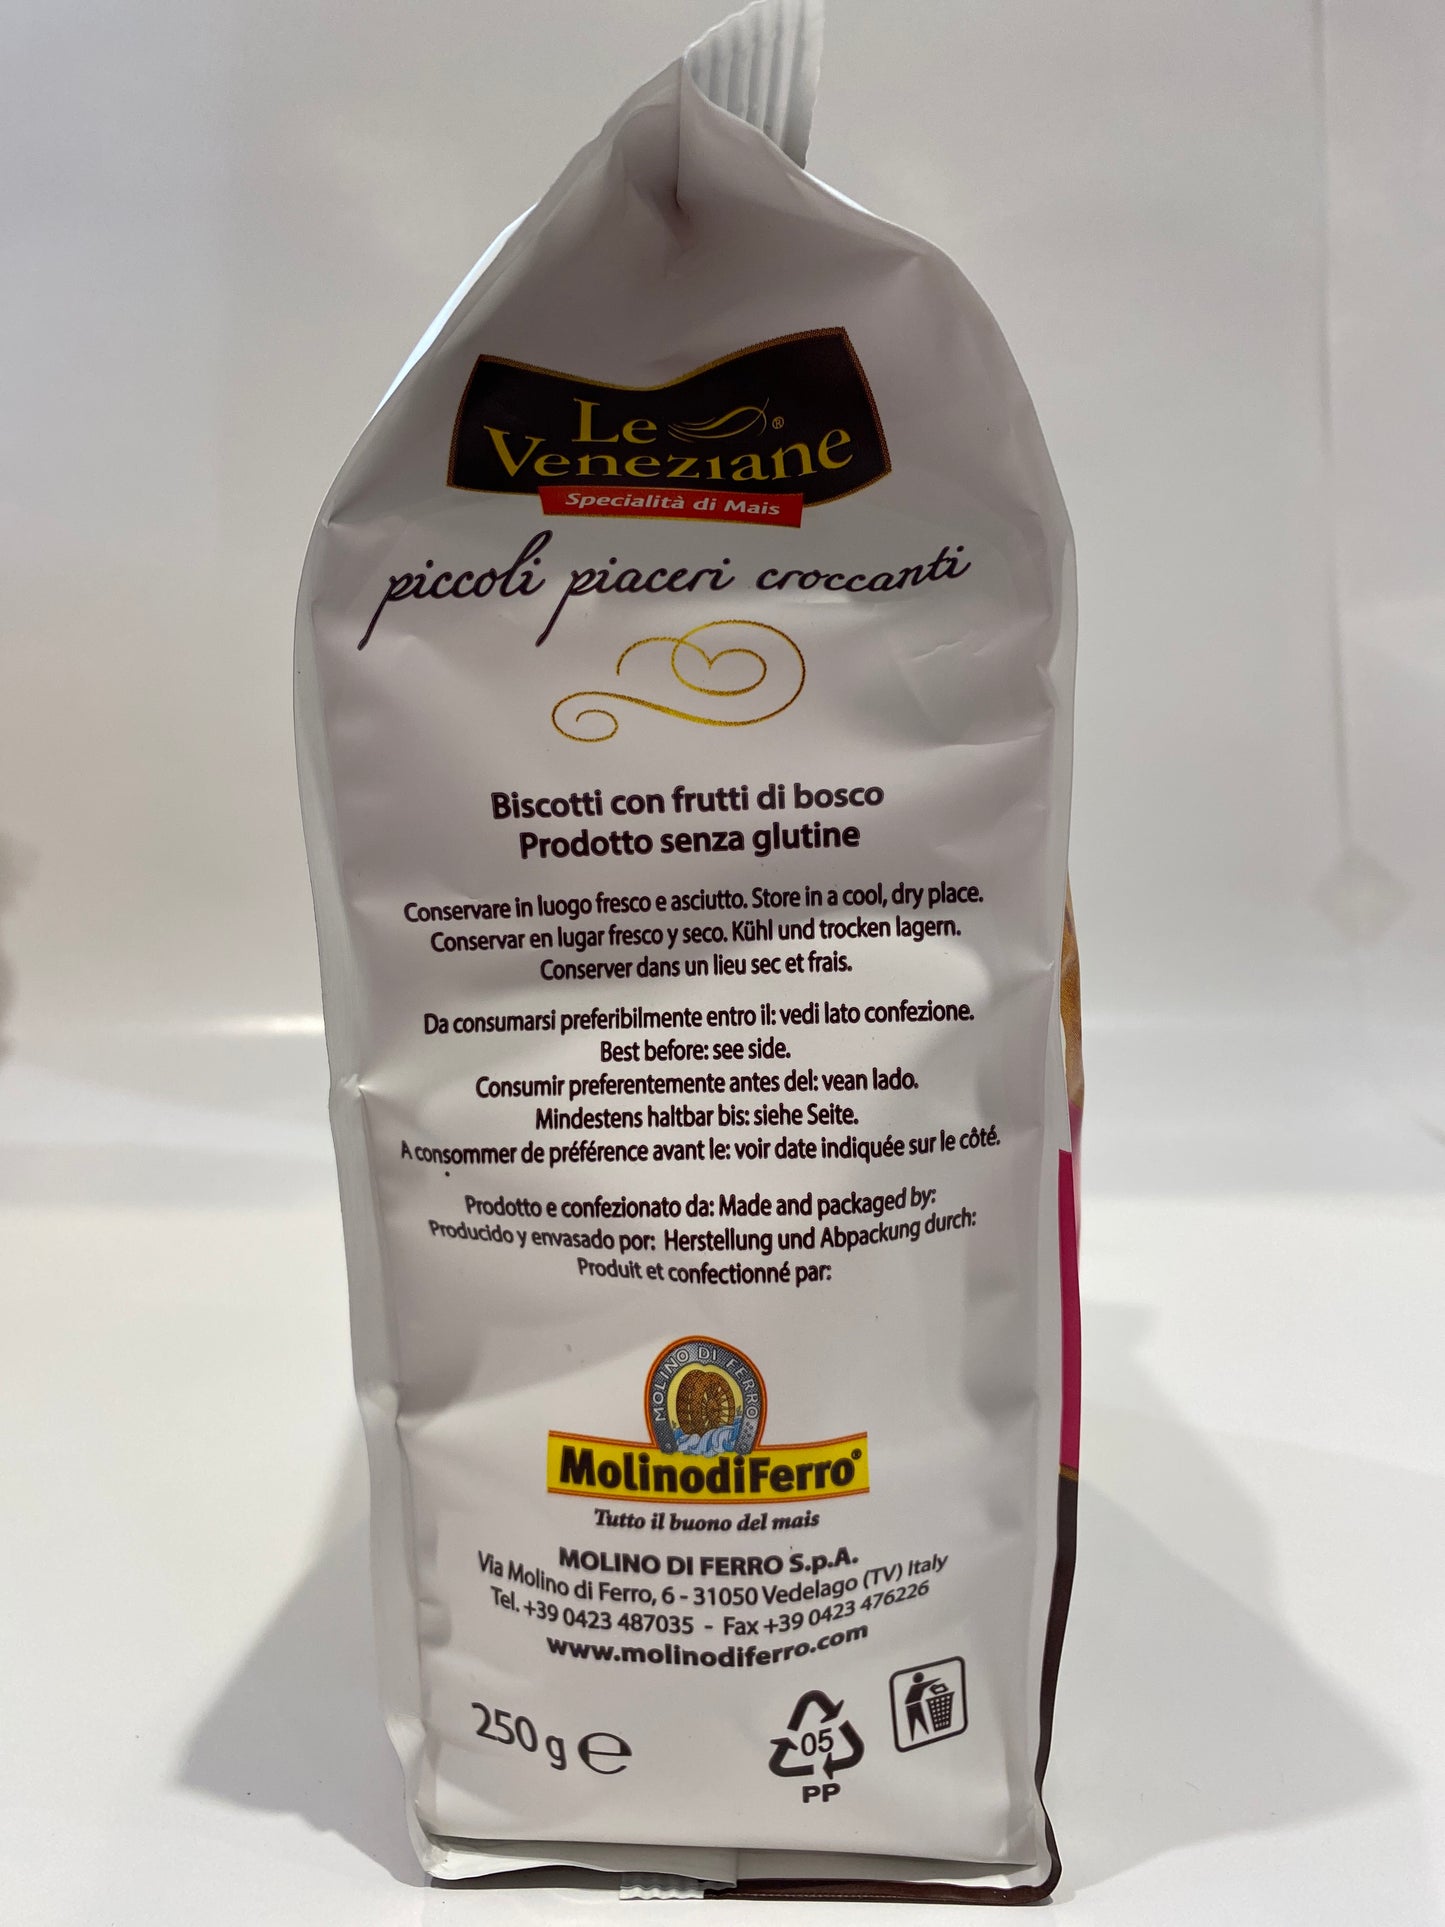 Le
Veneziane®
Specialità di Mais
piccoli piaceri croccanti
Biscotti con frutti di bosco
Prodotto senza glutine
Conservare in luogo fresco e asciutto. Store in a cool, dry place.
Conservar en lugar fresco y seco. Kühl und trocken lagern.
Conserver dans un lieu sec et frais.
Da consumarsi preferibilmente entro il: vedi lato confezione.
Best before: see side.
Consumir preferentemente antes del: vean lado.
Mindestens haltbar bis: siehe Seite.
A consommer de préférence avant le: voir date indiquée sur le côté.
Prodotto e confezionato da: Made and packaged by:
Producido y envasado por: Herstellung und Abpackung durch:
Produit et confectionné par:
MOLINO DI FERRO
MolinodiFerro®
Tutto il buono del mais
MOLINO DI FERRO S.p.A.
Via Molino di Ferro, 6 - 31050 Vedelago (TV) Italy
Tel. +39 0423 487035 - Fax +39 0423 476226
www.molinodiferro.com
250 g ℮
05
PP